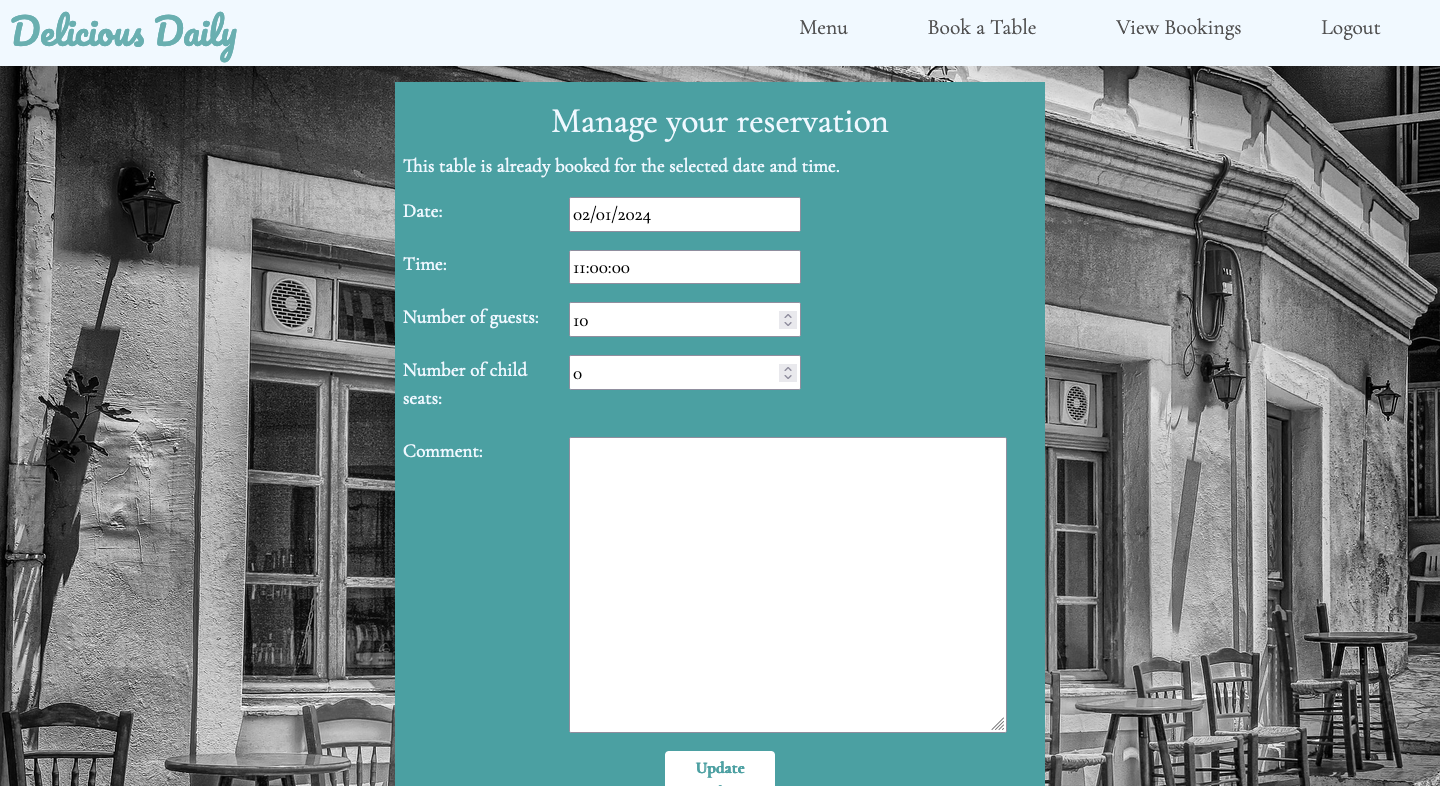 Delicious Daily
Menu
Book a Table
View Bookings
Logout
Manage your reservation
This table is already booked for the selected date and time.
Date:
02/01/2024
Time:
11:00:00
Number of guests:
10
Number of child
seats:
0
Comment:
Update